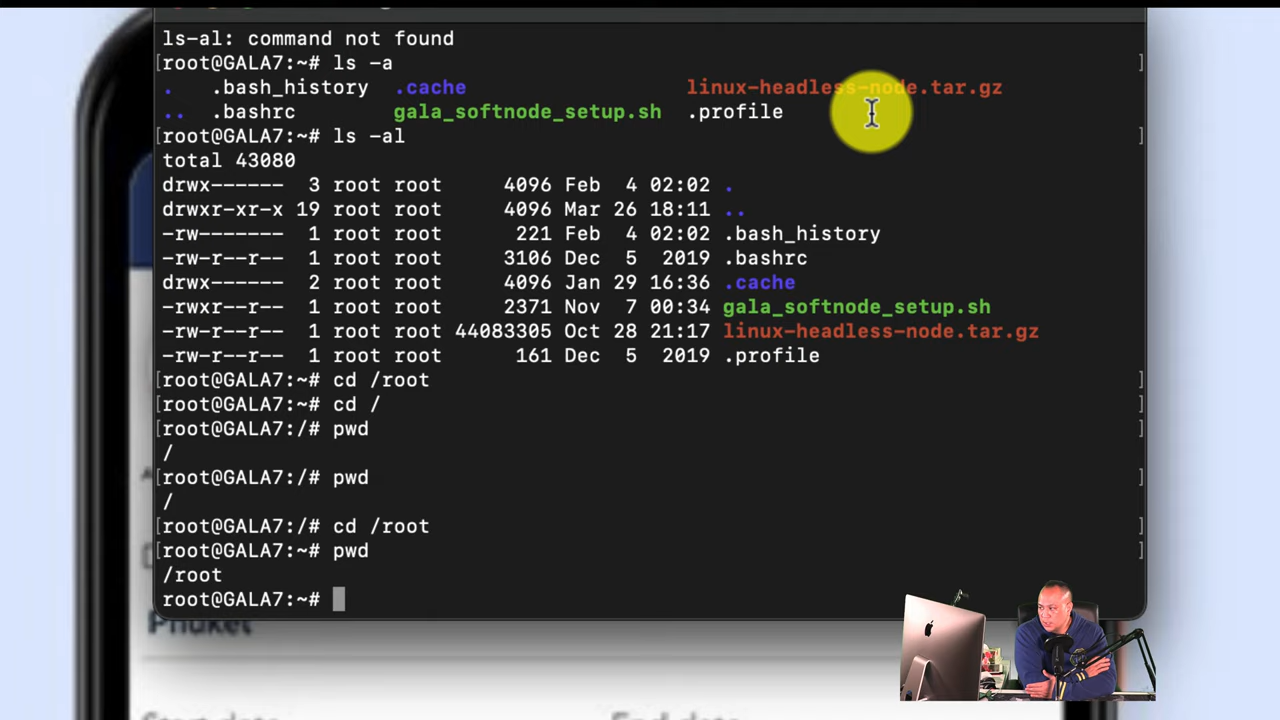 ls-al: command not found
[root@GALA7:~# ls -a ]
. .bash_history .cache linux-headless-node.tar.gz
.. .bashrc gala_softnode_setup.sh .profile
[root@GALA7:~# ls -al ]
total 43080
drwx------ 3 root root 4096 Feb 4 02:02 .
drwxr-xr-x 19 root root 4096 Mar 26 18:11 ..
-rw------- 1 root root 221 Feb 4 02:02 .bash_history
-rw-r--r-- 1 root root 3106 Dec 5 2019 .bashrc
drwx------ 2 root root 4096 Jan 29 16:36 .cache
-rwxr--r-- 1 root root 2371 Nov 7 00:34 gala_softnode_setup.sh
-rw-r--r-- 1 root root 44083305 Oct 28 21:17 linux-headless-node.tar.gz
-rw-r--r-- 1 root root 161 Dec 5 2019 .profile
[root@GALA7:~# cd /root ]
[root@GALA7:~# cd / ]
[root@GALA7:/# pwd ]
/
[root@GALA7:/# pwd ]
/
[root@GALA7:/# cd /root ]
[root@GALA7:~# pwd ]
/root
root@GALA7:~#
Phuket
Start date End date